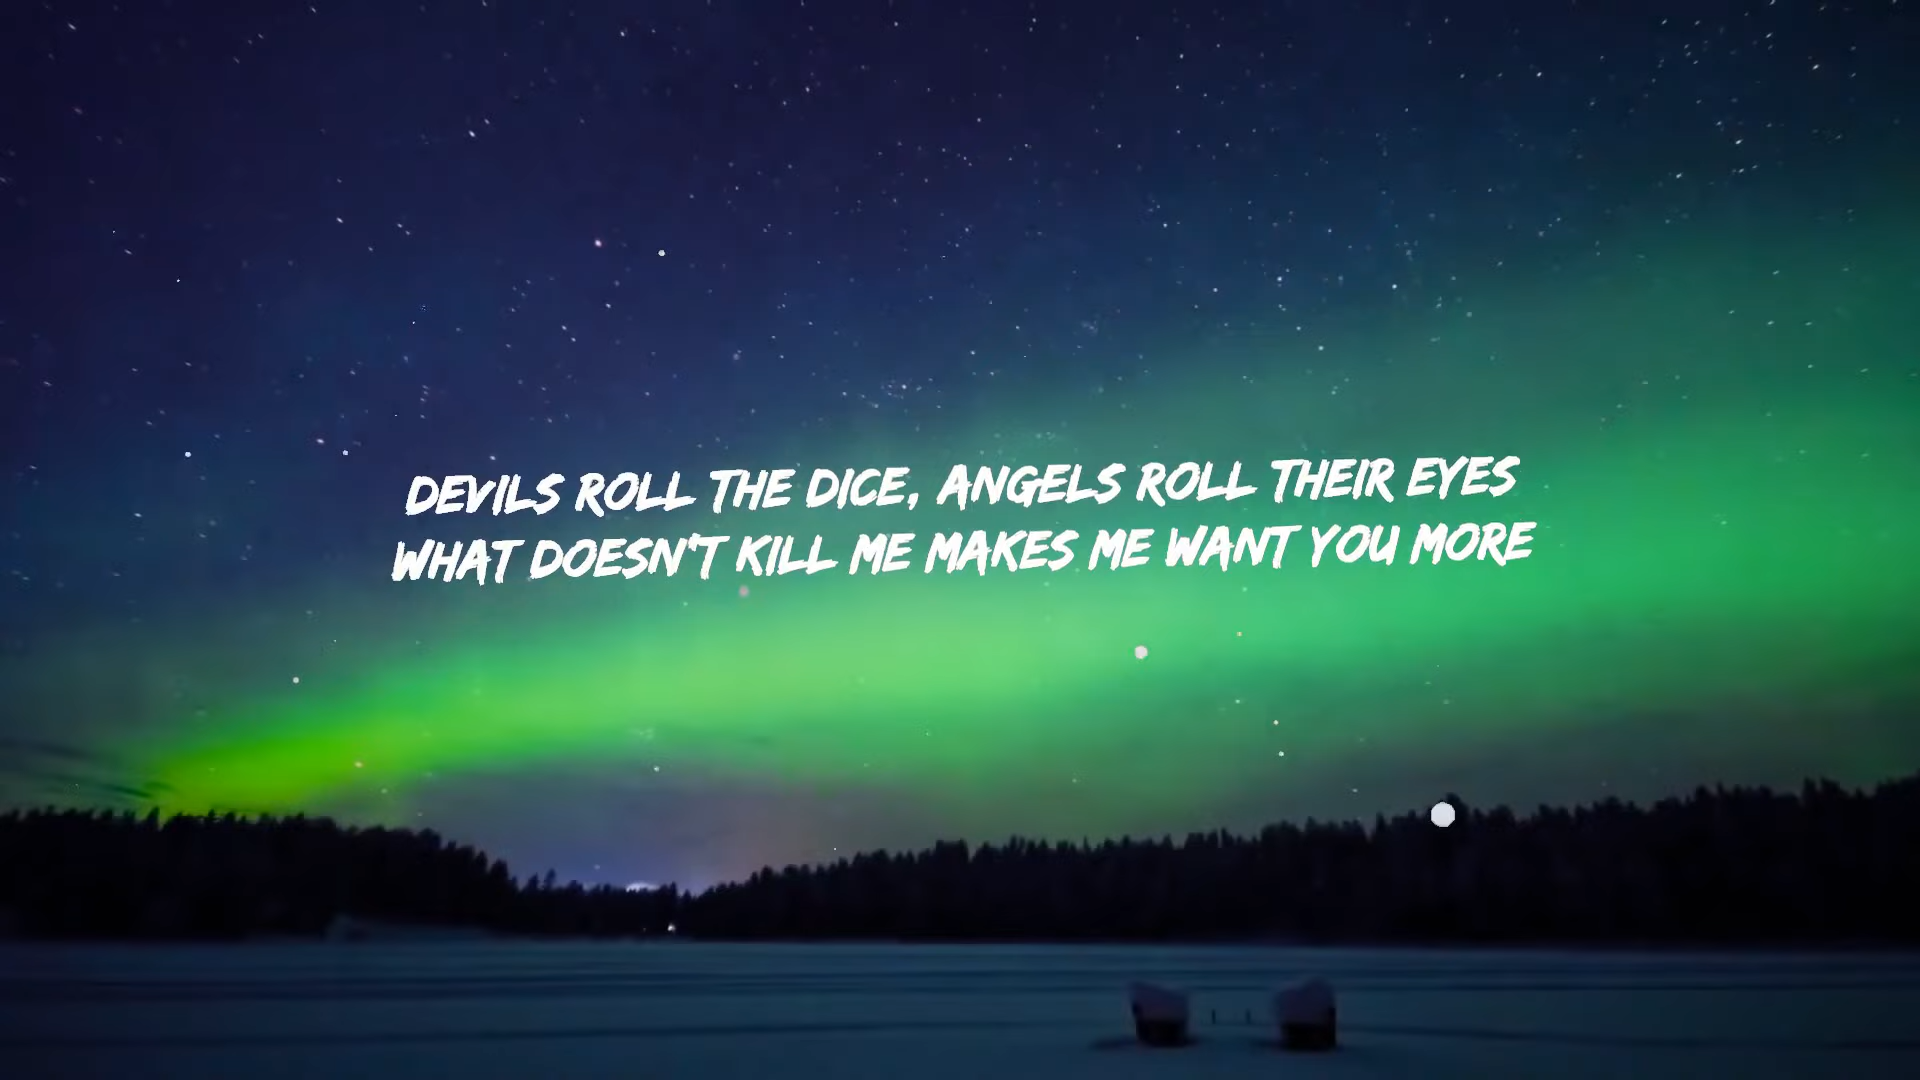 DEVILS ROLL THE DICE, ANGELS ROLL THEIR EYES
WHAT DOESN'T KILL ME MAKES ME WANT YOU MORE